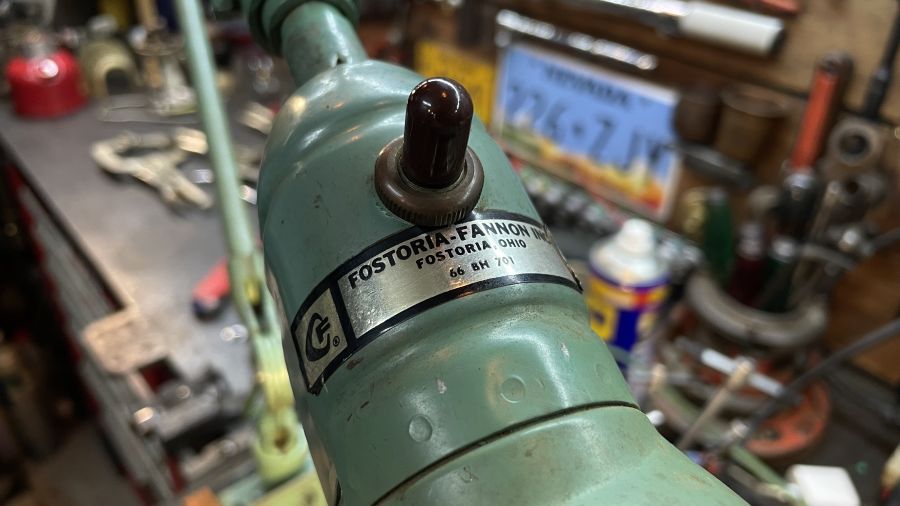 FOSTORIA-FANNON INC
FOSTORIA, OHIO
66 BH 701
®